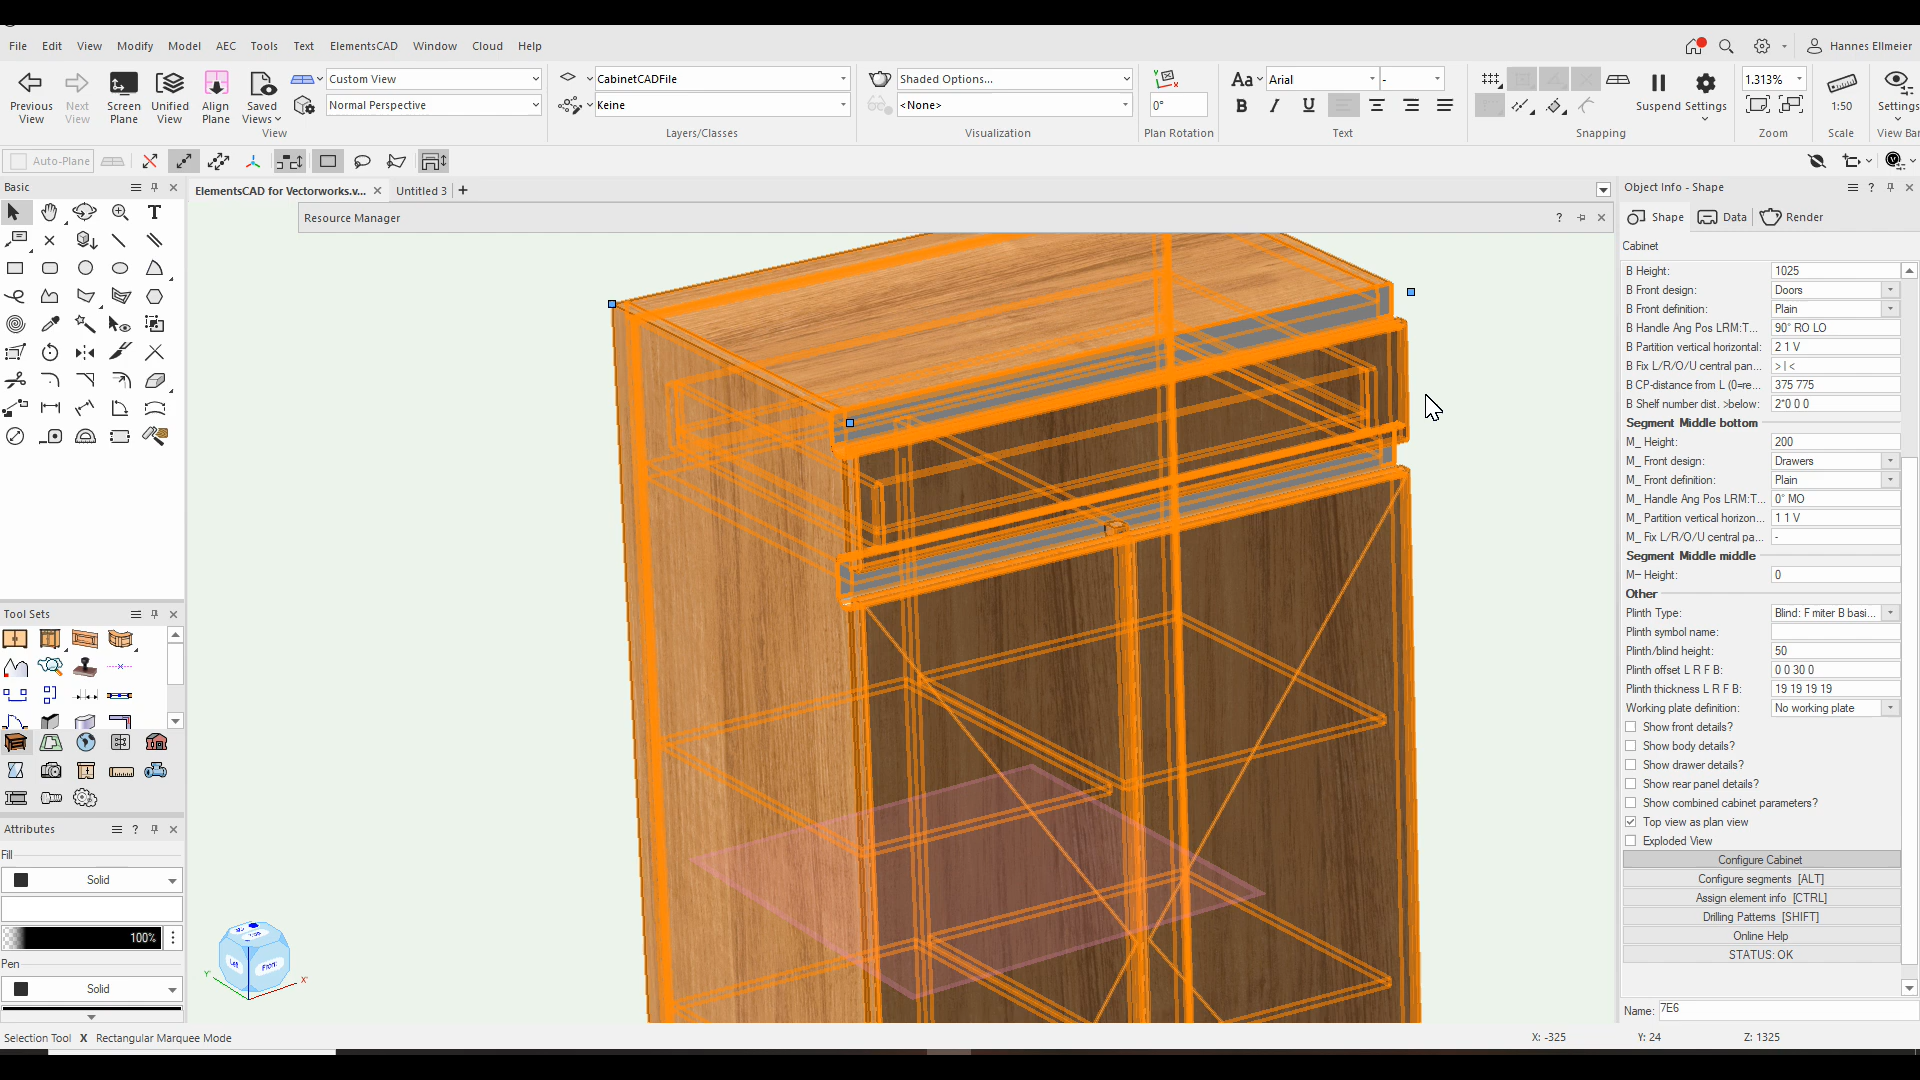 File Edit View Modify Model AEC Tools Text ElementsCAD Window Cloud Help
Hannes Ellmeier
Previous View
Next View
Screen Plane
Unified View
Align Plane
Saved Views
Custom View
Normal Perspective
View
CabinetCADFile
Keine
Layers/Classes
Shaded Options...
<None>
Visualization
0°
Plan Rotation
Aa
Arial
-
B I U
Text
Suspend
Settings
Snapping
1.313%
Zoom
1:50
Scale
Settings
View Bar
Auto-Plane
Basic
ElementsCAD for Vectorworks.v...
Untitled 3
Resource Manager
Tool Sets
Attributes
Fill
Solid
100%
Pen
Solid
Left
Front
Y'
X'
Object Info - Shape
Shape
Data
Render
Cabinet
B Height: 1025
B Front design: Doors
B Front definition: Plain
B Handle Ang Pos LRM:T... 90° RO LO
B Partition vertical horizontal: 2 1 V
B Fix L/R/O/U central pan... > | <
B CP-distance from L (0=re... 375 775
B Shelf number dist. >below: 2*0 0 0
Segment Middle bottom
M_ Height: 200
M_ Front design: Drawers
M_ Front definition: Plain
M_ Handle Ang Pos LRM:T... 0° MO
M_ Partition vertical horizon... 1 1 V
M_ Fix L/R/O/U central pa... -
Segment Middle middle
M– Height: 0
Other
Plinth Type: Blind: F miter B basi...
Plinth symbol name:
Plinth/blind height: 50
Plinth offset L R F B: 0 0 30 0
Plinth thickness L R F B: 19 19 19 19
Working plate definition: No working plate
Show front details?
Show body details?
Show drawer details?
Show rear panel details?
Show combined cabinet parameters?
Top view as plan view
Exploded View
Configure Cabinet
Configure segments [ALT]
Assign element info [CTRL]
Drilling Patterns [SHIFT]
Online Help
STATUS: OK
Name: 7E6
Selection Tool X Rectangular Marquee Mode
X: -325
Y: 24
Z: 1325